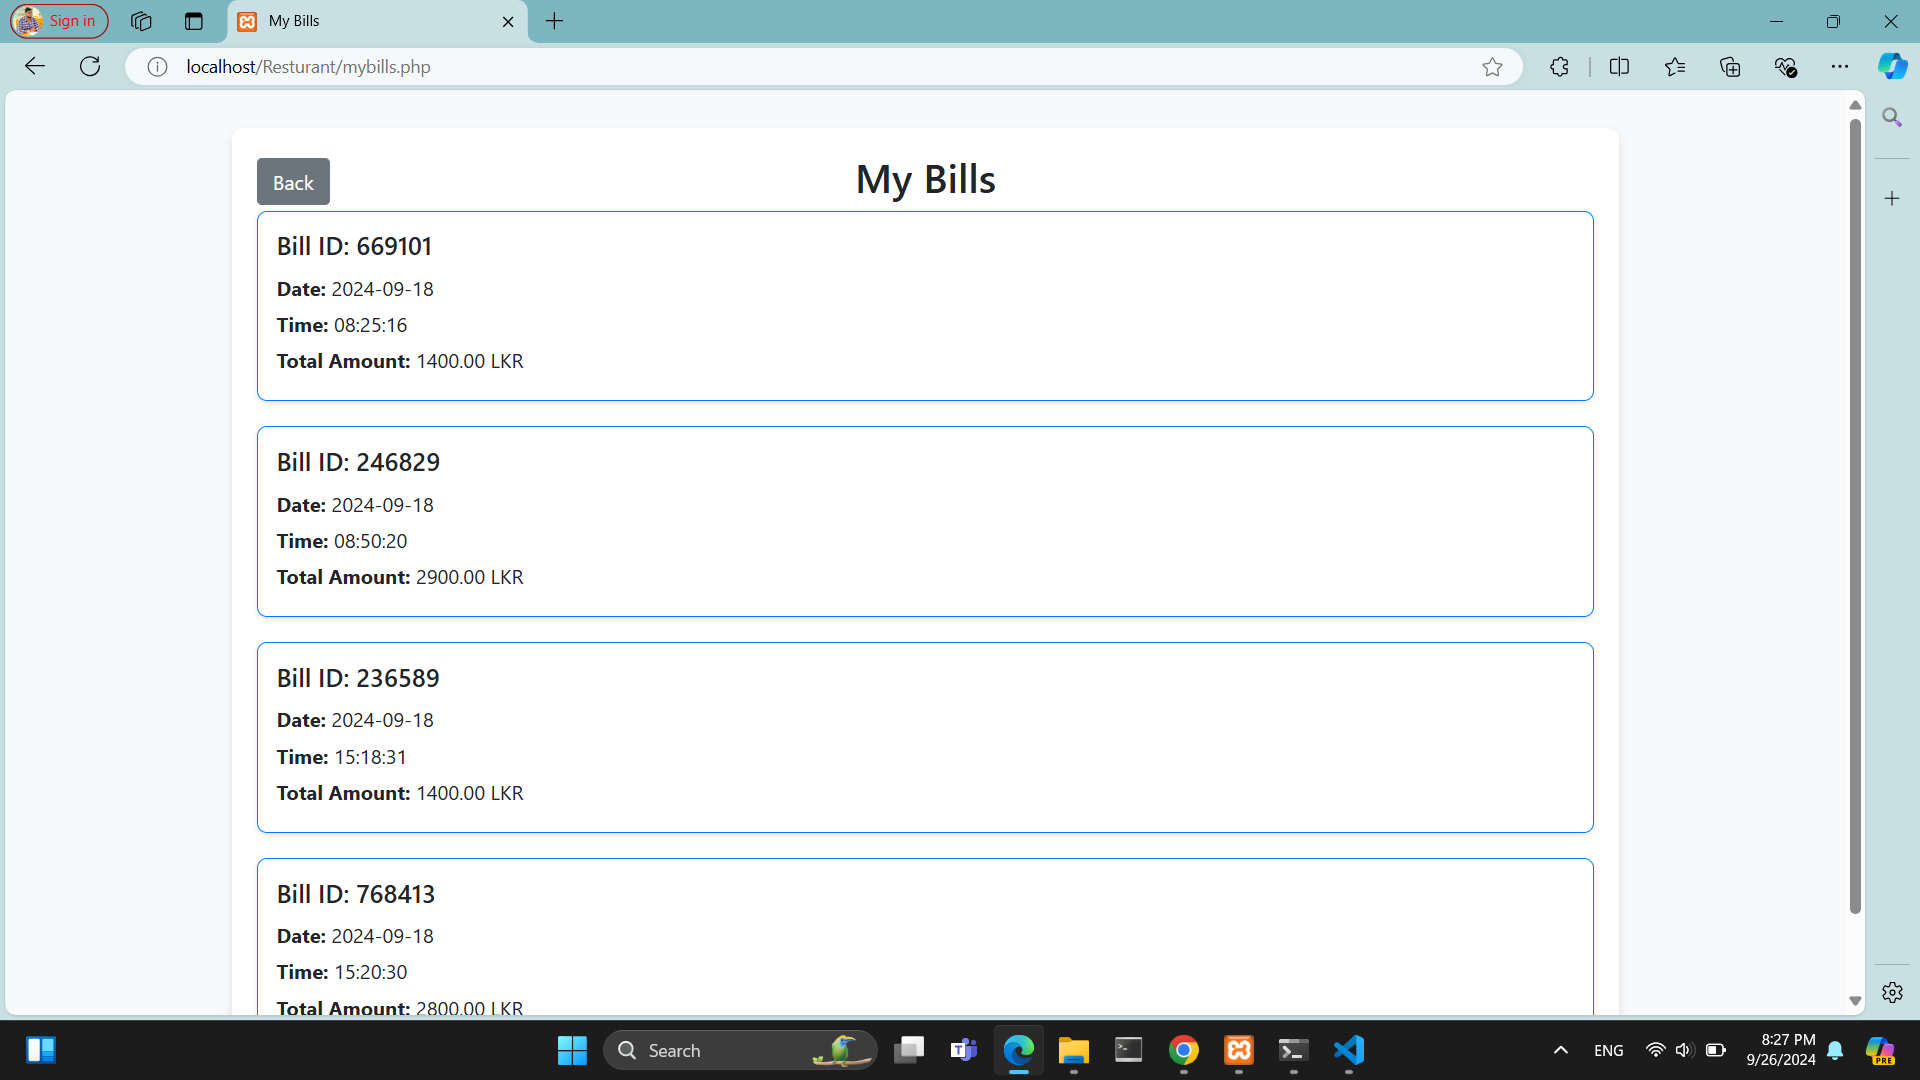 Sign in
My Bills
localhost/Resturant/mybills.php
Back
My Bills
Bill ID: 669101
Date: 2024-09-18
Time: 08:25:16
Total Amount: 1400.00 LKR
Bill ID: 246829
Date: 2024-09-18
Time: 08:50:20
Total Amount: 2900.00 LKR
Bill ID: 236589
Date: 2024-09-18
Time: 15:18:31
Total Amount: 1400.00 LKR
Bill ID: 768413
Date: 2024-09-18
Time: 15:20:30
Total Amount: 2800.00 LKR
Search
ENG
8:27 PM
9/26/2024
PRE